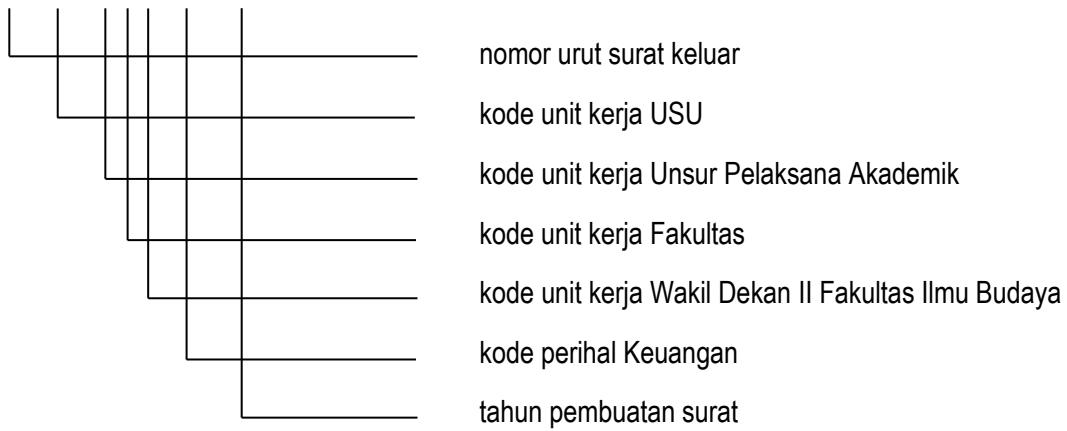 nomor urut surat keluar
kode unit kerja USU
kode unit kerja Unsur Pelaksana Akademik
kode unit kerja Fakultas
kode unit kerja Wakil Dekan II Fakultas Ilmu Budaya
kode perihal Keuangan
tahun pembuatan surat